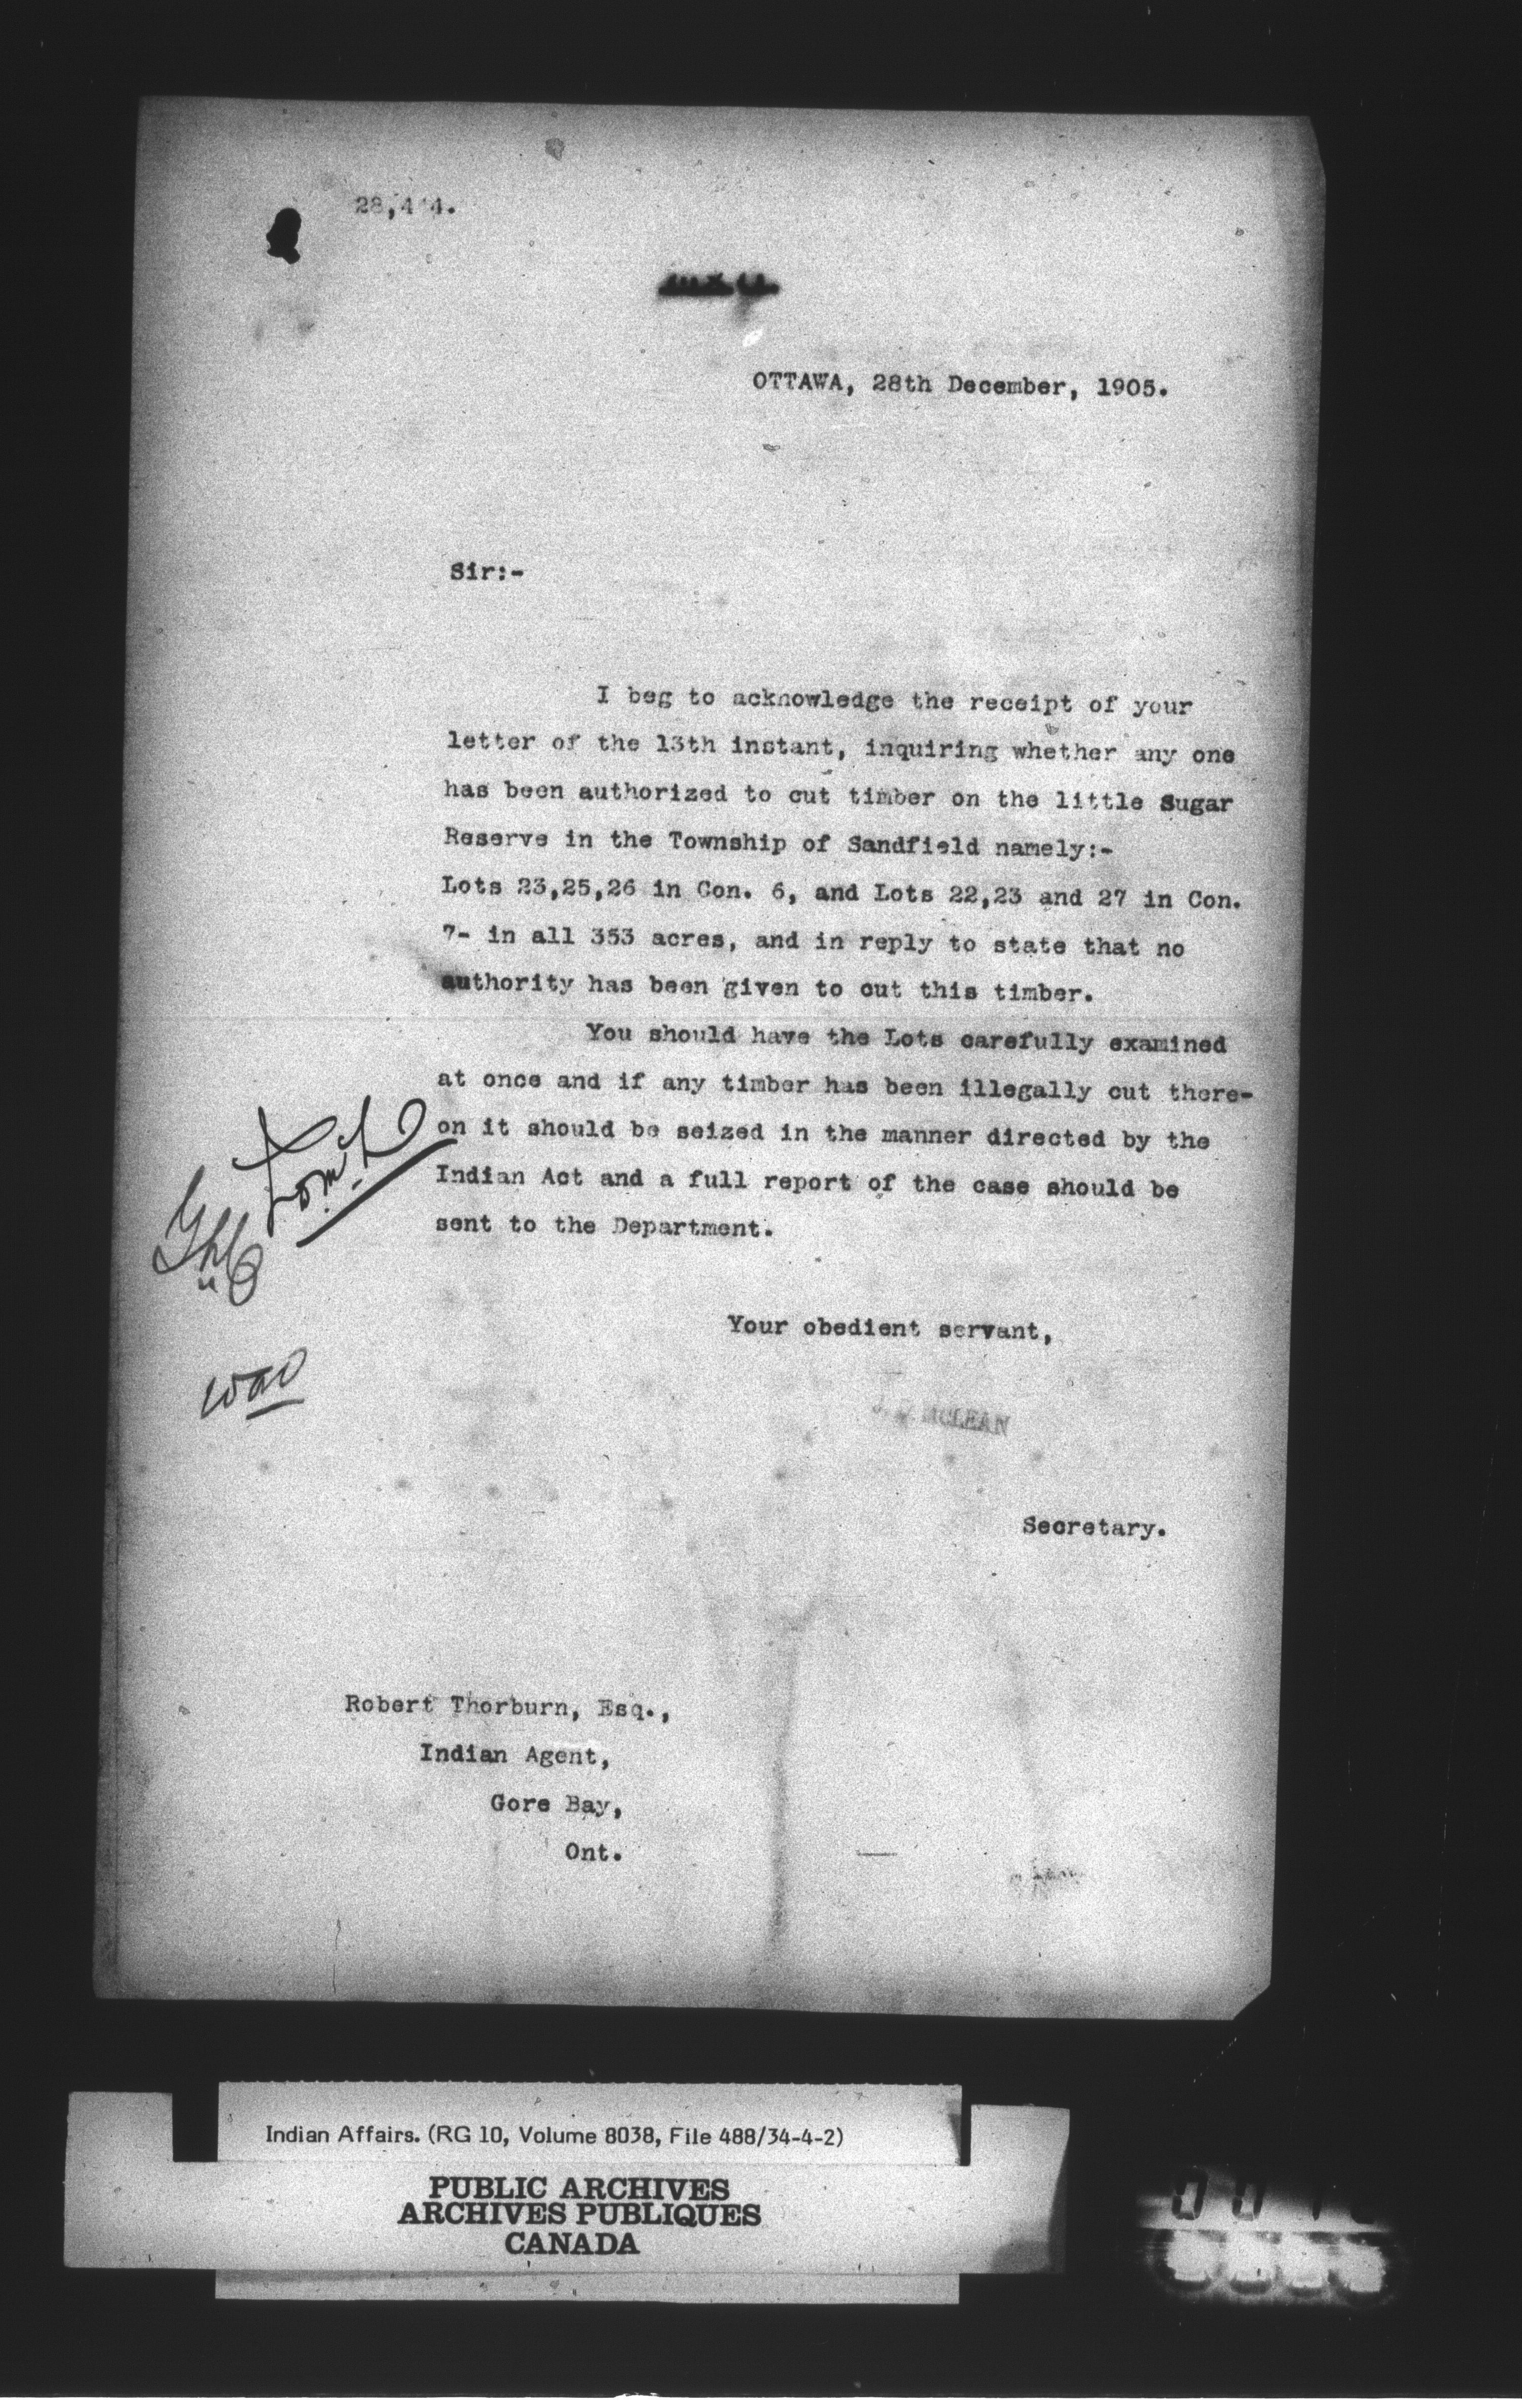 OTTAWA, 28th December, 1905.
Sir:-
I beg to acknowledge the receipt of your
letter of the 13th instant, inquiring whether any one
has been authorized to cut timber on the little Sugar
Reserve in the Township of Sandfield namely:-
Lots 23,25,26 in Con. 6, and Lots 22,23 and 27 in Con.
7- in all 353 acres, and in reply to state that no
authority has been given to cut this timber.
You should have the Lots carefully examined
at once and if any timber has been illegally cut there-
on it should be seized in the manner directed by the
Indian Act and a full report of the case should be
sent to the Department.
Your obedient servant,
MCLEAN
Secretary.
Robert Thorburn, Esq.,
Indian Agent,
Gore Bay,
Ont.
Indian Affairs. (RG 10, Volume 8038, File 488/34-4-2)
PUBLIC ARCHIVES
ARCHIVES PUBLIQUES
CANADA